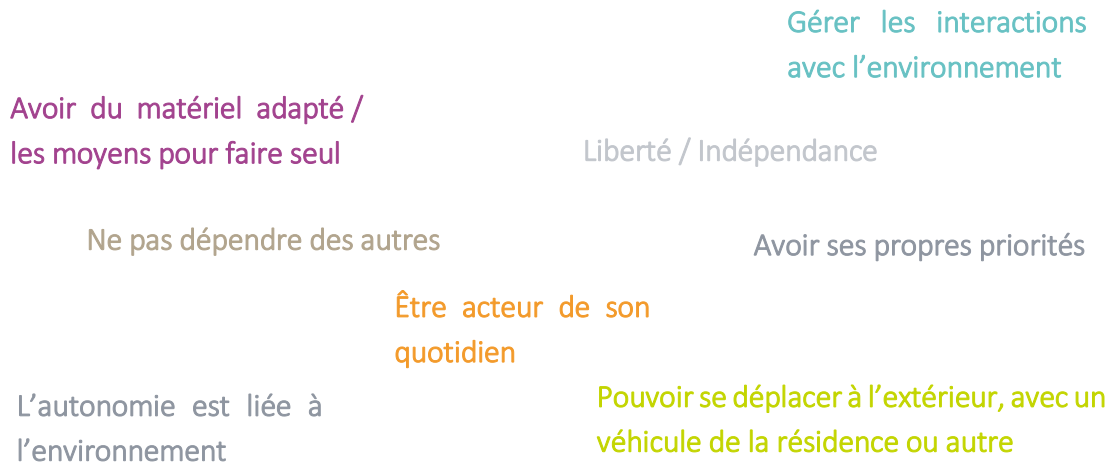 Gérer les interactions
avec l’environnement
Avoir du matériel adapté /
les moyens pour faire seul
Liberté / Indépendance
Ne pas dépendre des autres
Avoir ses propres priorités
Être acteur de son
quotidien
L’autonomie est liée à
l’environnement
Pouvoir se déplacer à l’extérieur, avec un
véhicule de la résidence ou autre